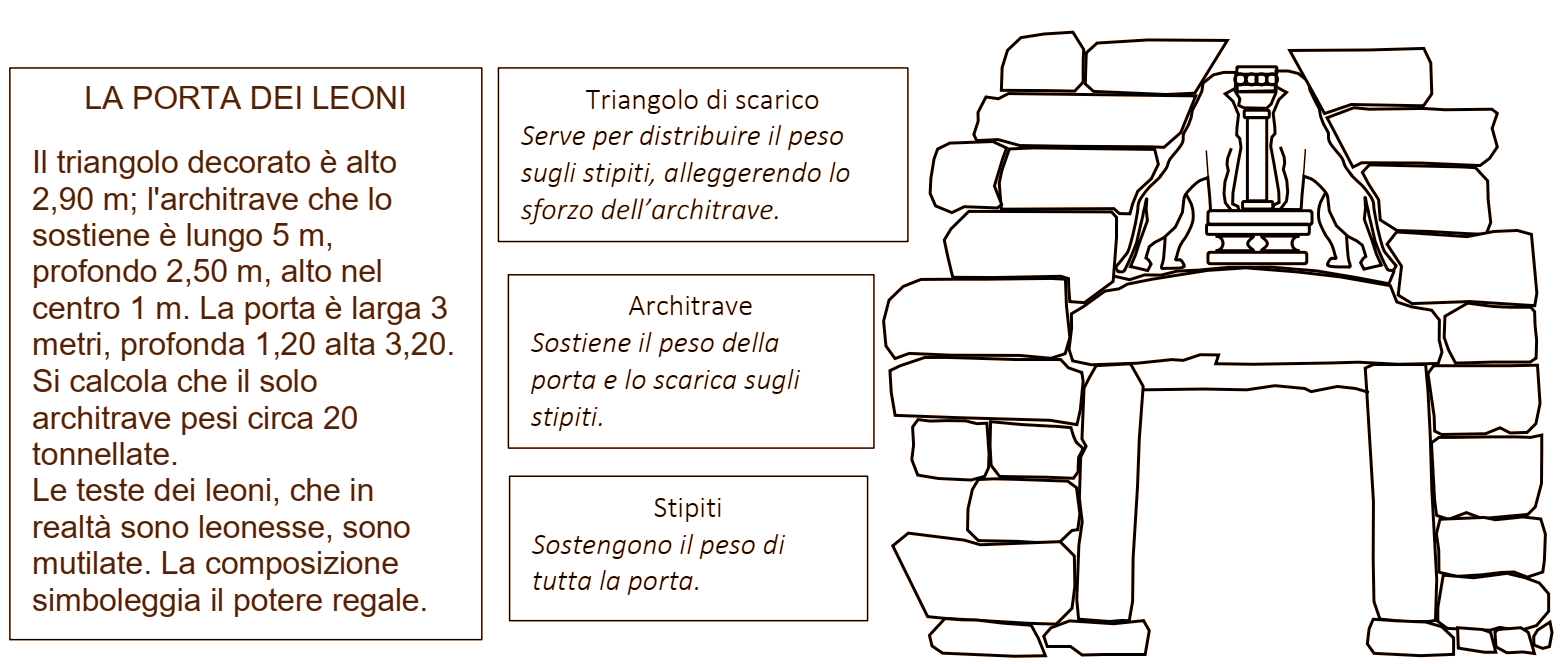 LA PORTA DEI LEONI
Il triangolo decorato è alto
2,90 m; l'architrave che lo
sostiene è lungo 5 m,
profondo 2,50 m, alto nel
centro 1 m. La porta è larga 3
metri, profonda 1,20 alta 3,20.
Si calcola che il solo
architrave pesi circa 20
tonnellate.
Le teste dei leoni, che in
realtà sono leonesse, sono
mutilate. La composizione
simboleggia il potere regale.
Triangolo di scarico
Serve per distribuire il peso
sugli stipiti, alleggerendo lo
sforzo dell’architrave.
Architrave
Sostiene il peso della
porta e lo scarica sugli
stipiti.
Stipiti
Sostengono il peso di
tutta la porta.